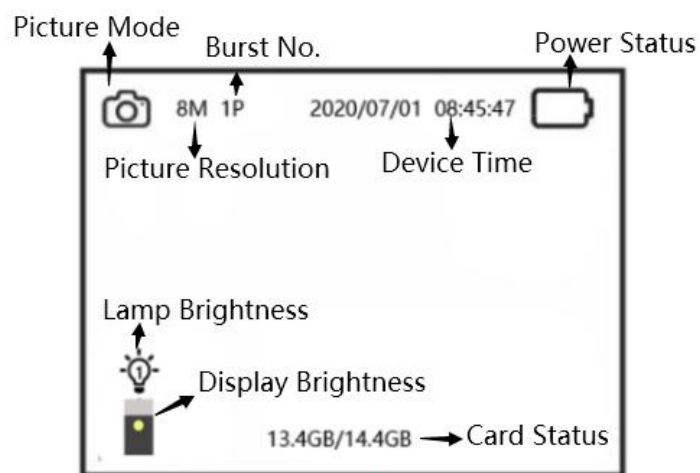 Picture Mode
Burst No.
Power Status
8M 1P 2020/07/01 08:45:47
Picture Resolution
Device Time
Lamp Brightness
1
Display Brightness
13.4GB/14.4GB
Card Status